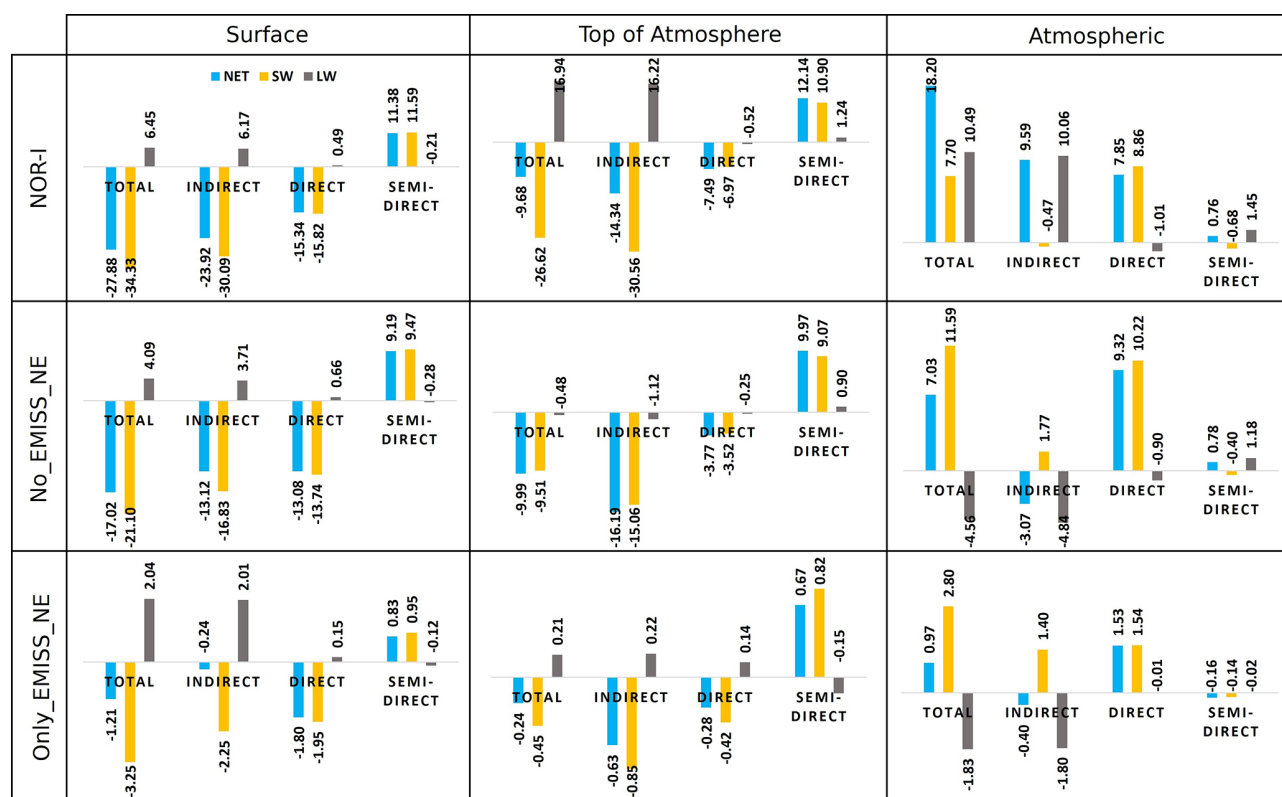 Surface
Top of Atmosphere
Atmospheric
NOR-I
NET SW LW
-27.88 -34.33 6.45
TOTAL
-23.92 -30.09 6.17
INDIRECT
-15.34 -15.82 0.49
DIRECT
11.38 11.59 -0.21
SEMI-
DIRECT
-9.68 -26.62 16.94
TOTAL
-14.34 -30.56 16.22
INDIRECT
-7.49 -6.97 -0.52
DIRECT
12.14 10.90 1.24
SEMI-
DIRECT
18.20 7.70 10.49
TOTAL
9.59 -0.47 10.06
INDIRECT
7.85 8.86 -1.01
DIRECT
0.76 -0.68 1.45
SEMI-
DIRECT
No_EMISS_NE
-17.02 -21.10 4.09
TOTAL
-13.12 -16.83 3.71
INDIRECT
-13.08 -13.74 0.66
DIRECT
9.19 9.47 -0.28
SEMI-
DIRECT
-9.99 -9.51 -0.48
TOTAL
-16.19 -15.06 -1.12
INDIRECT
-3.77 -3.52 -0.25
DIRECT
9.97 9.07 0.90
SEMI-
DIRECT
7.03 11.59 -4.56
TOTAL
-3.07 1.77 -4.84
INDIRECT
9.32 10.22 -0.90
DIRECT
0.78 -0.40 1.18
SEMI-
DIRECT
Only_EMISS_NE
-1.21 -3.25 2.04
TOTAL
-0.24 -2.25 2.01
INDIRECT
-1.80 -1.95 0.15
DIRECT
0.83 0.95 -0.12
SEMI-
DIRECT
-0.24 -0.45 0.21
TOTAL
-0.63 -0.85 0.22
INDIRECT
-0.28 -0.42 0.14
DIRECT
0.67 0.82 -0.15
SEMI-
DIRECT
0.97 2.80 -1.83
TOTAL
-0.40 1.40 -1.80
INDIRECT
1.53 1.54 -0.01
DIRECT
-0.16 -0.14 -0.02
SEMI-
DIRECT